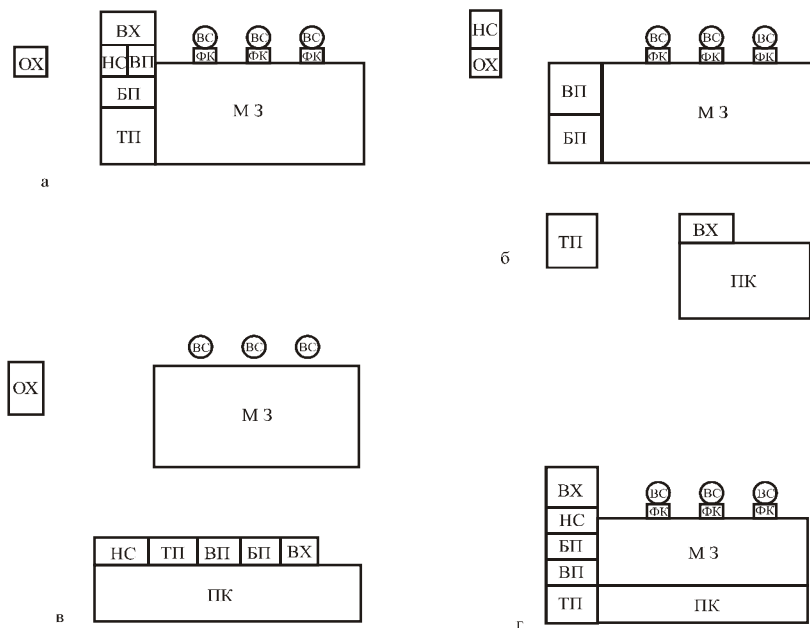 ОХ
ВХ
НС ВП
БП
ТП
ВС ВС ВС
ФК ФК ФК
М З
а
НС
ОХ
ВС ВС ВС
ФК ФК ФК
ВП
БП
М З
ТП
ВХ
ПК
б
ОХ
ВС ВС ВС
М З
НС ТП ВП БП ВХ
ПК
в
ВХ
НС
БП
ВП
ТП
ВС ВС ВС
ФК ФК ФК
М З
ПК
г